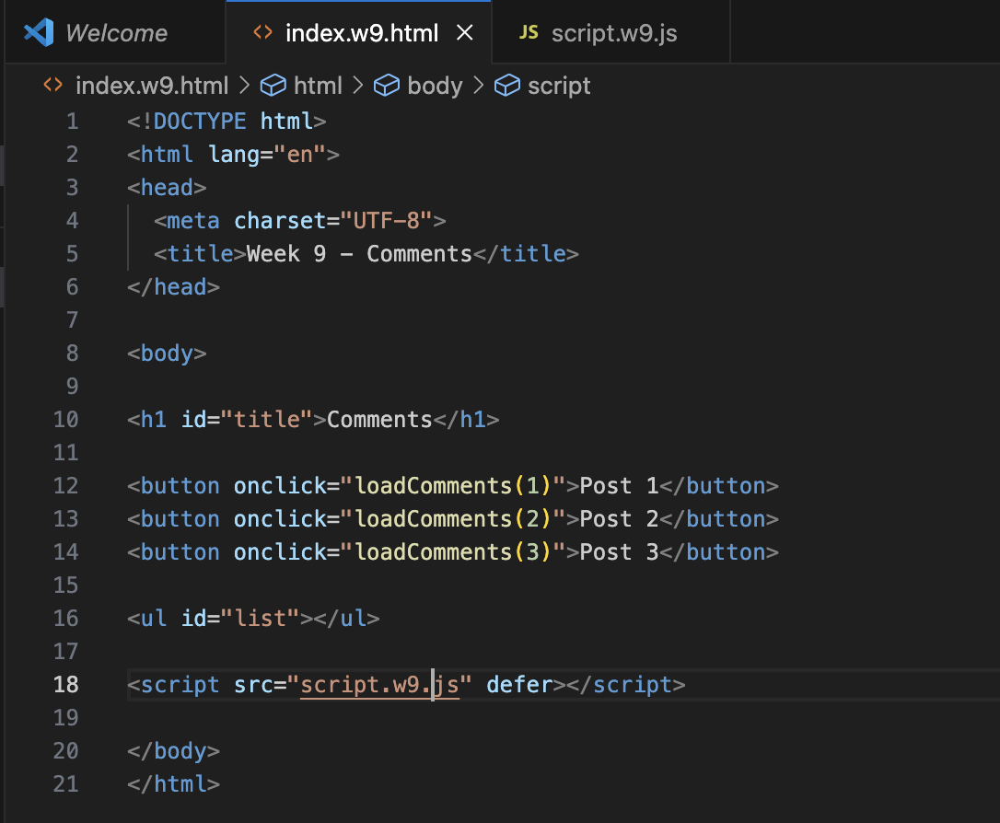 Welcome
index.w9.html
JS script.w9.js
index.w9.html > html > body > script
1 <!DOCTYPE html>
2 <html lang="en">
3 <head>
4 <meta charset="UTF-8">
5 <title>Week 9 - Comments</title>
6 </head>
7
8 <body>
9
10 <h1 id="title">Comments</h1>
11
12 <button onclick="loadComments(1)">Post 1</button>
13 <button onclick="loadComments(2)">Post 2</button>
14 <button onclick="loadComments(3)">Post 3</button>
15
16 <ul id="list"></ul>
17
18 <script src="script.w9.js" defer></script>
19
20 </body>
21 </html>